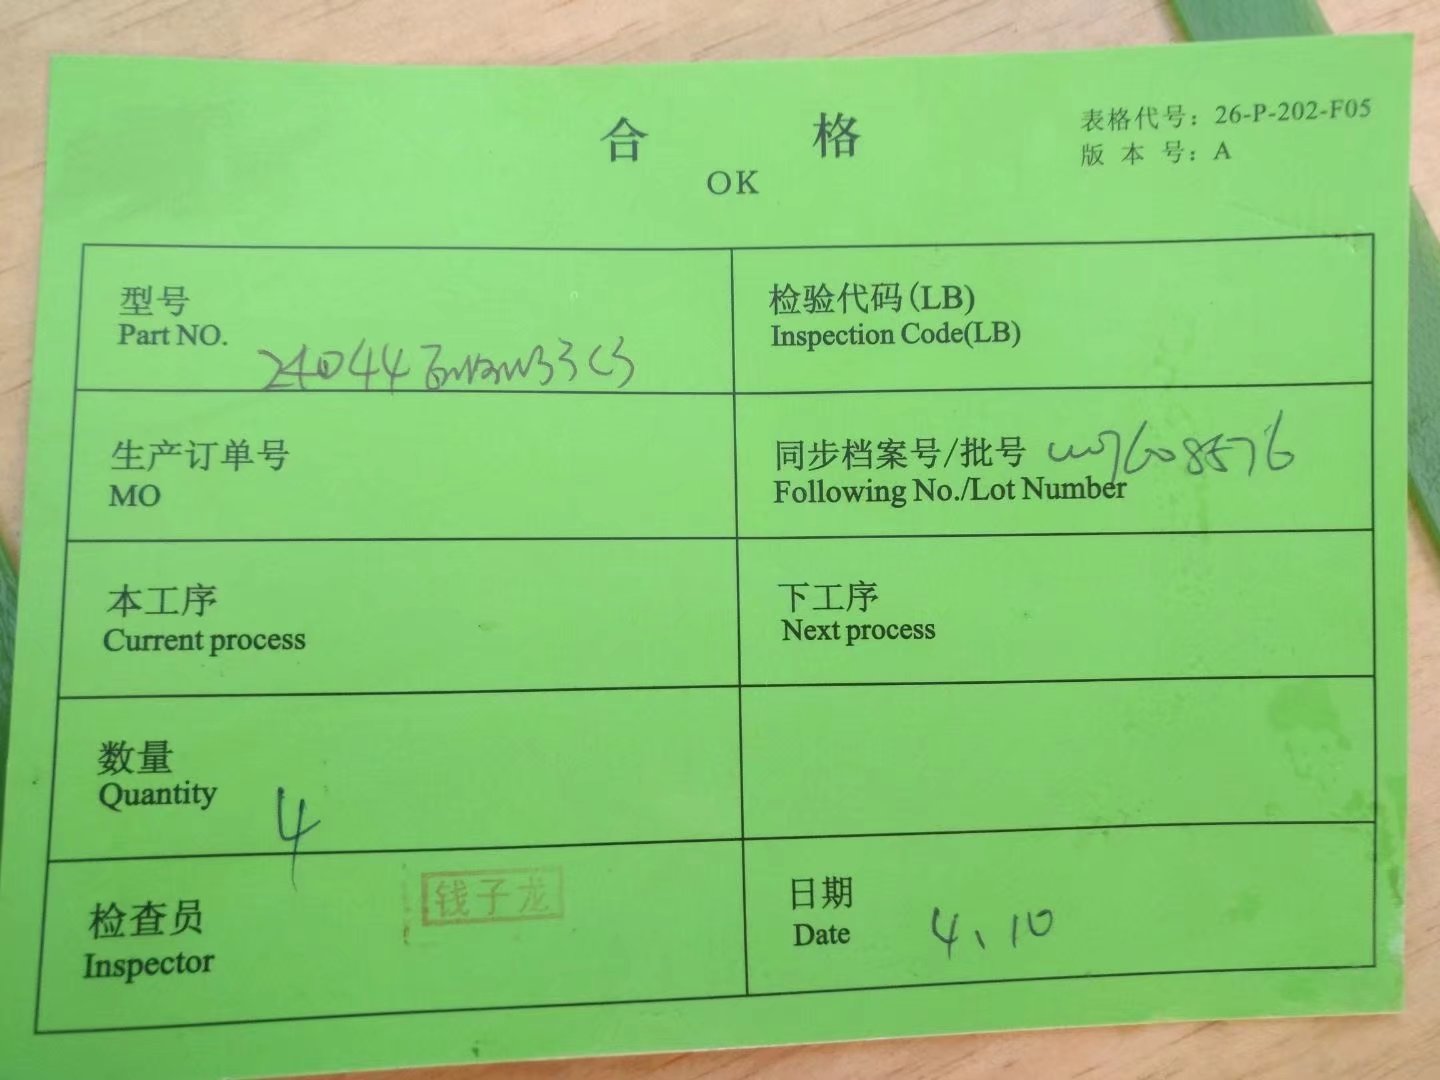 合 格
OK
表格代号：26-P-202-F05
版 本 号：A
型号
Part NO.
检验代码(LB)
Inspection Code(LB)
生产订单号
MO
同步档案号/批号
Following No./Lot Number
本工序
Current process
下工序
Next process
数量
Quantity
4
检查员
Inspector
钱子龙
日期
Date
4、10